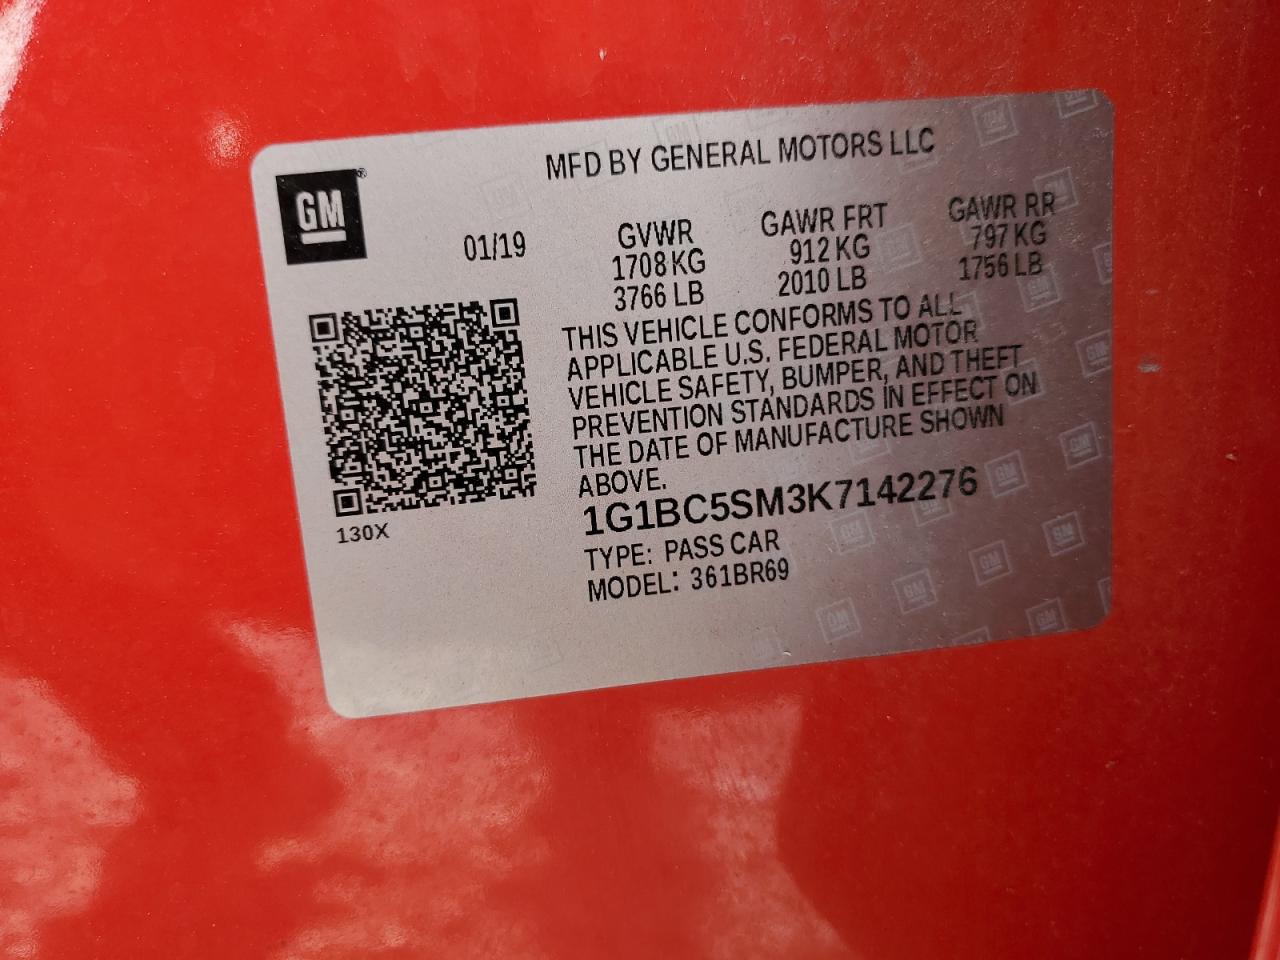 MFD BY GENERAL MOTORS LLC
GM
01/19
GVWR
1708 KG
3766 LB
GAWR FRT
912 KG
2010 LB
GAWR RR
797 KG
1756 LB
THIS VEHICLE CONFORMS TO ALL
APPLICABLE U.S. FEDERAL MOTOR
VEHICLE SAFETY, BUMPER, AND THEFT
PREVENTION STANDARDS IN EFFECT ON
THE DATE OF MANUFACTURE SHOWN
ABOVE.
1G1BC5SM3K7142276
TYPE: PASS CAR
MODEL: 361BR69
130X